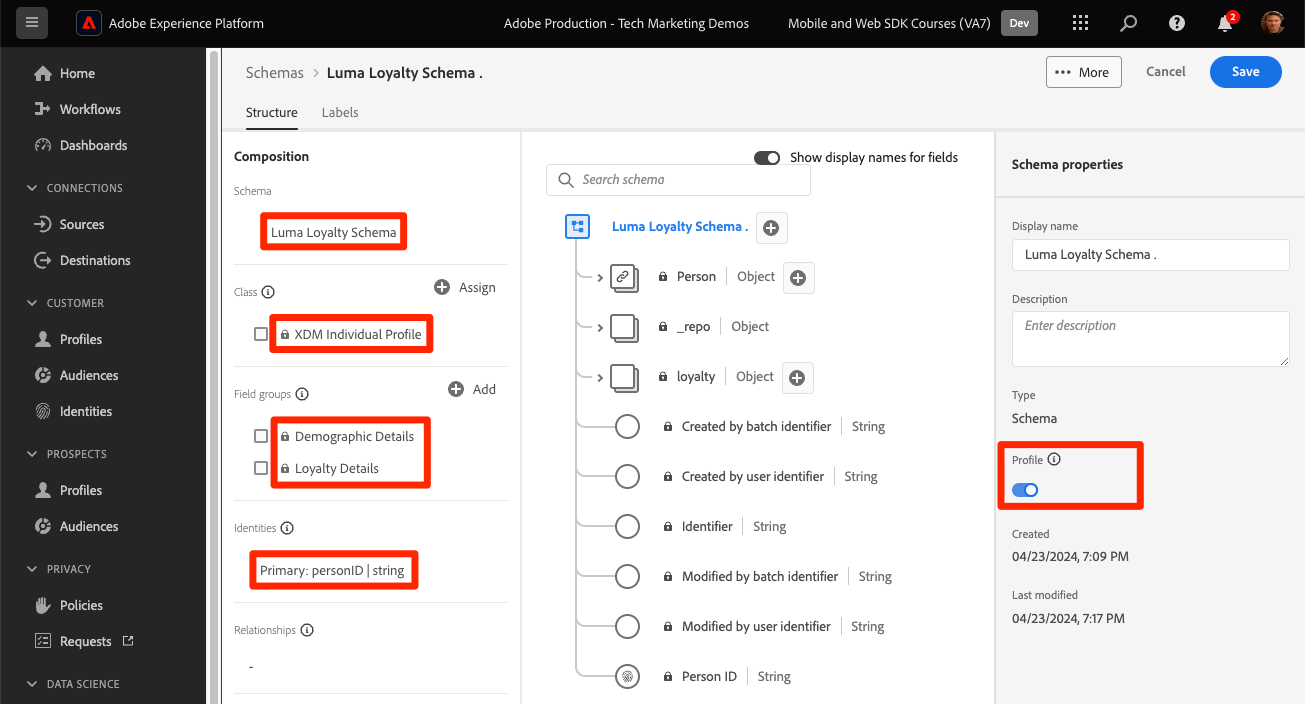 Adobe Experience Platform
Adobe Production - Tech Marketing Demos
Mobile and Web SDK Courses (VA7)
Dev
2
Home
Workflows
Dashboards
CONNECTIONS
Sources
Destinations
CUSTOMER
Profiles
Audiences
Identities
PROSPECTS
Profiles
Audiences
PRIVACY
Policies
Requests
DATA SCIENCE
Schemas > Luma Loyalty Schema .
More
Cancel
Save
Structure
Labels
Composition
Schema
Luma Loyalty Schema
Class
Assign
XDM Individual Profile
Field groups
Add
Demographic Details
Loyalty Details
Identities
Primary: personID | string
Relationships
-
Show display names for fields
Search schema
Luma Loyalty Schema .
Person | Object
_repo | Object
loyalty | Object
Created by batch identifier | String
Created by user identifier | String
Identifier | String
Modified by batch identifier | String
Modified by user identifier | String
Person ID | String
Schema properties
Display name
Luma Loyalty Schema .
Description
Enter description
Type
Schema
Profile
Created
04/23/2024, 7:09 PM
Last modified
04/23/2024, 7:17 PM